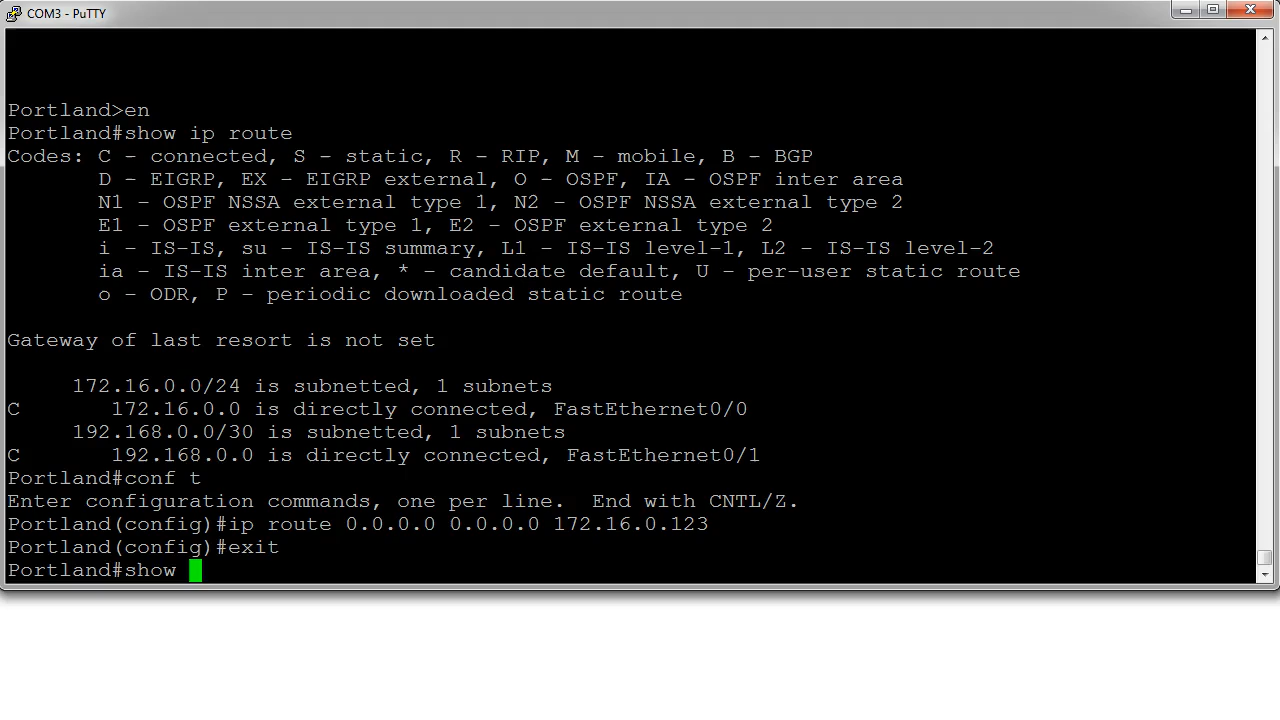 COM3 - PuTTY
Portland>en
Portland#show ip route
Codes: C - connected, S - static, R - RIP, M - mobile, B - BGP
       D - EIGRP, EX - EIGRP external, O - OSPF, IA - OSPF inter area
       N1 - OSPF NSSA external type 1, N2 - OSPF NSSA external type 2
       E1 - OSPF external type 1, E2 - OSPF external type 2
       i - IS-IS, su - IS-IS summary, L1 - IS-IS level-1, L2 - IS-IS level-2
       ia - IS-IS inter area, * - candidate default, U - per-user static route
       o - ODR, P - periodic downloaded static route
Gateway of last resort is not set
     172.16.0.0/24 is subnetted, 1 subnets
C       172.16.0.0 is directly connected, FastEthernet0/0
     192.168.0.0/30 is subnetted, 1 subnets
C       192.168.0.0 is directly connected, FastEthernet0/1
Portland#conf t
Enter configuration commands, one per line.  End with CNTL/Z.
Portland(config)#ip route 0.0.0.0 0.0.0.0 172.16.0.123
Portland(config)#exit
Portland#show